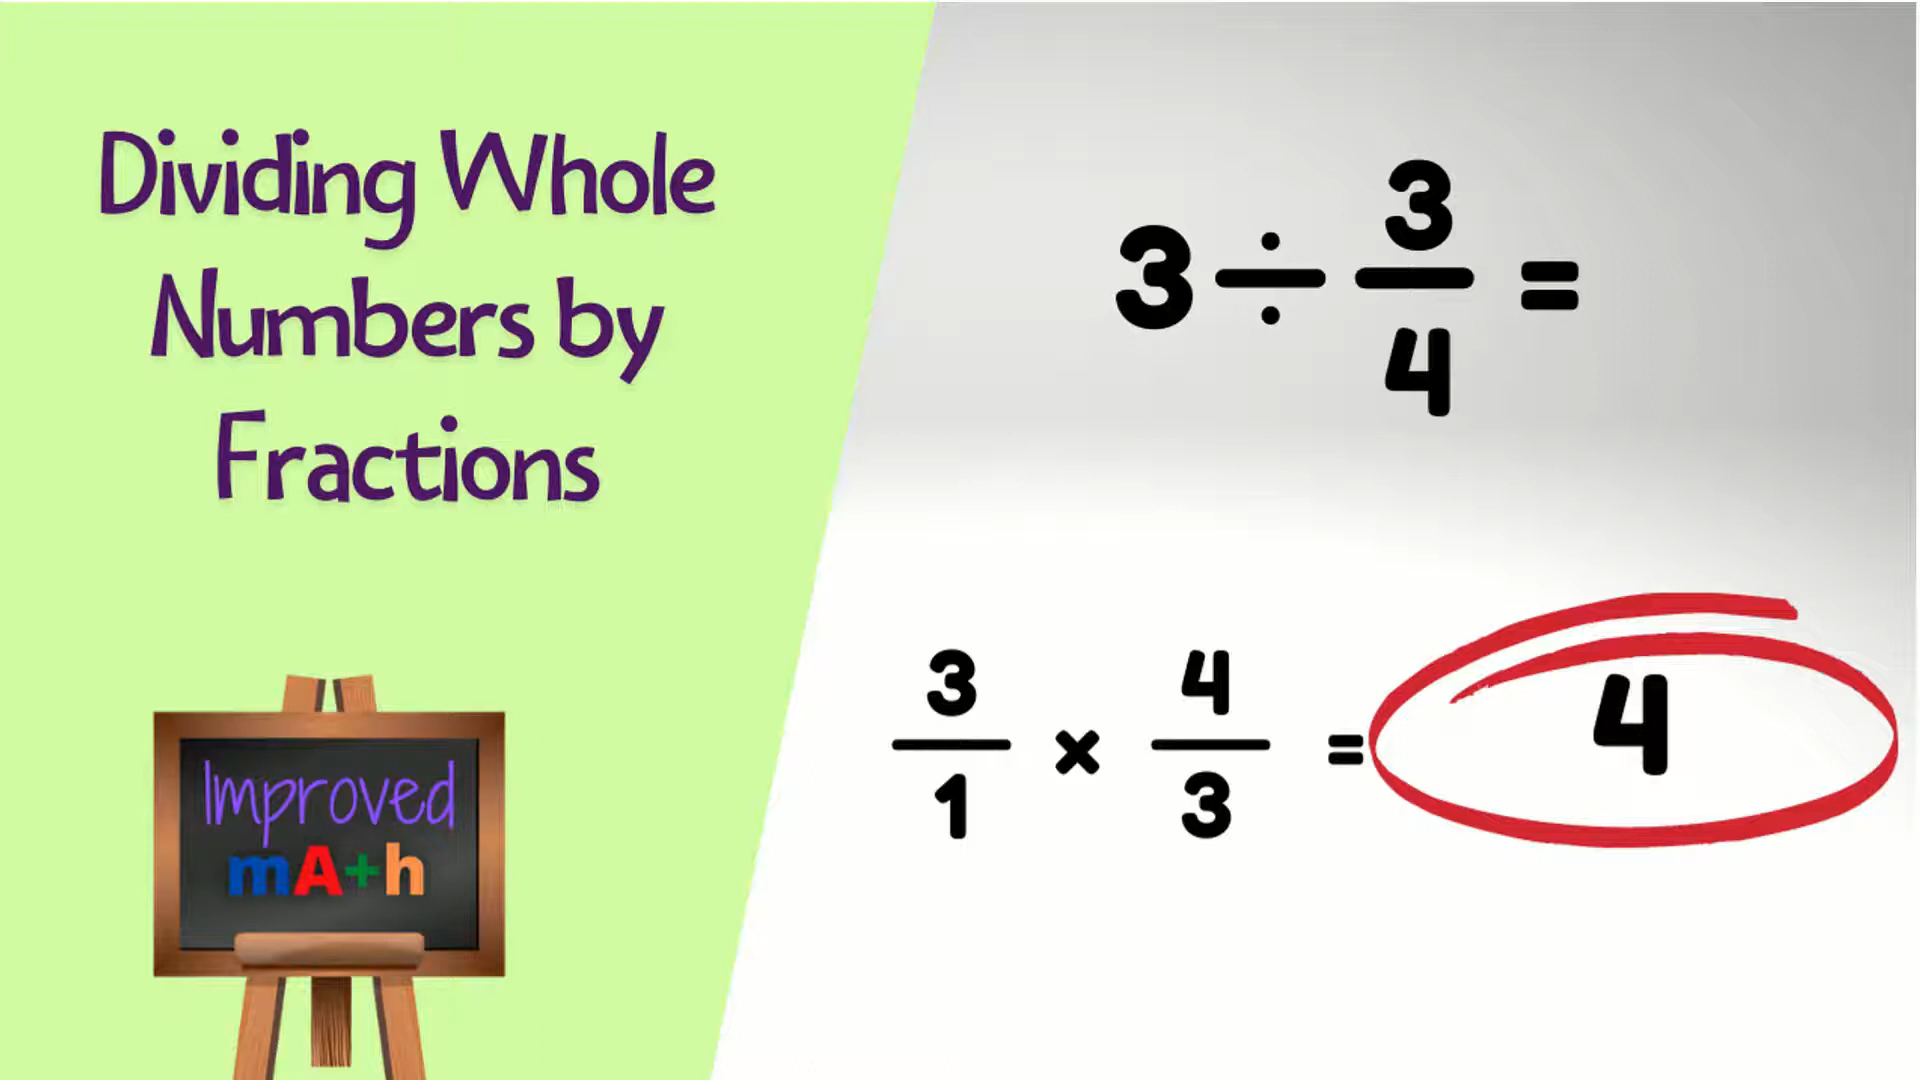 Dividing Whole
Numbers by
Fractions
Improved
mA+h
3 ÷ 3/4 =
3/1 × 4/3 = 4